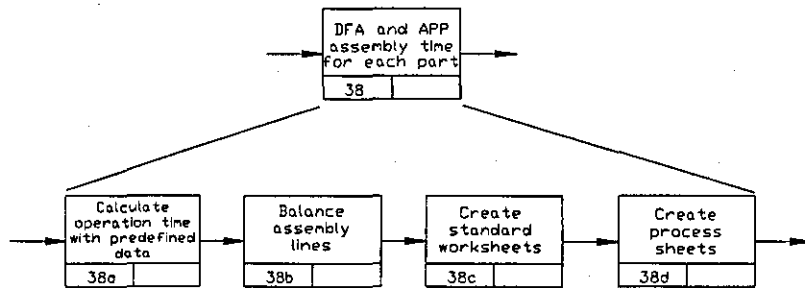 DFA and APP
assembly time
for each part
38
Calculate
operation time
with predefined
data
38a
Balance
assembly
lines
38b
Create
standard
worksheets
38c
Create
process
sheets
38d